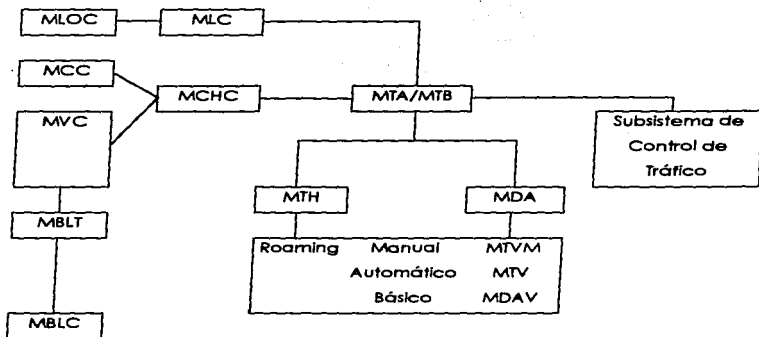 MLOC
MLC
MCC
MCHC
MTA/MTB
MVC
Subsistema de
Control de
Tráfico
MTH
MDA
MBLT
Roaming Manual MTVM
Automático MTV
Básico MDAV
MBLC